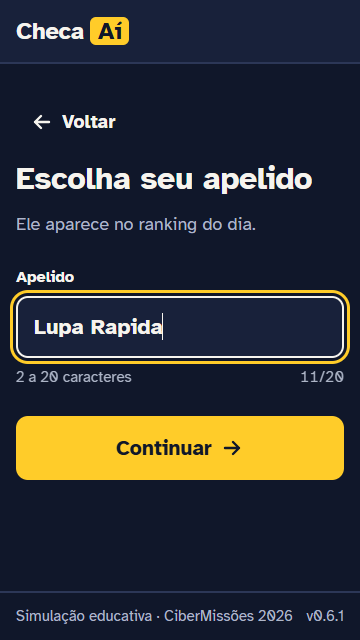 Checa Aí
← Voltar
Escolha seu apelido
Ele aparece no ranking do dia.
Apelido
Lupa Rapida
2 a 20 caracteres 11/20
Continuar →
Simulação educativa · CiberMissões 2026 v0.6.1